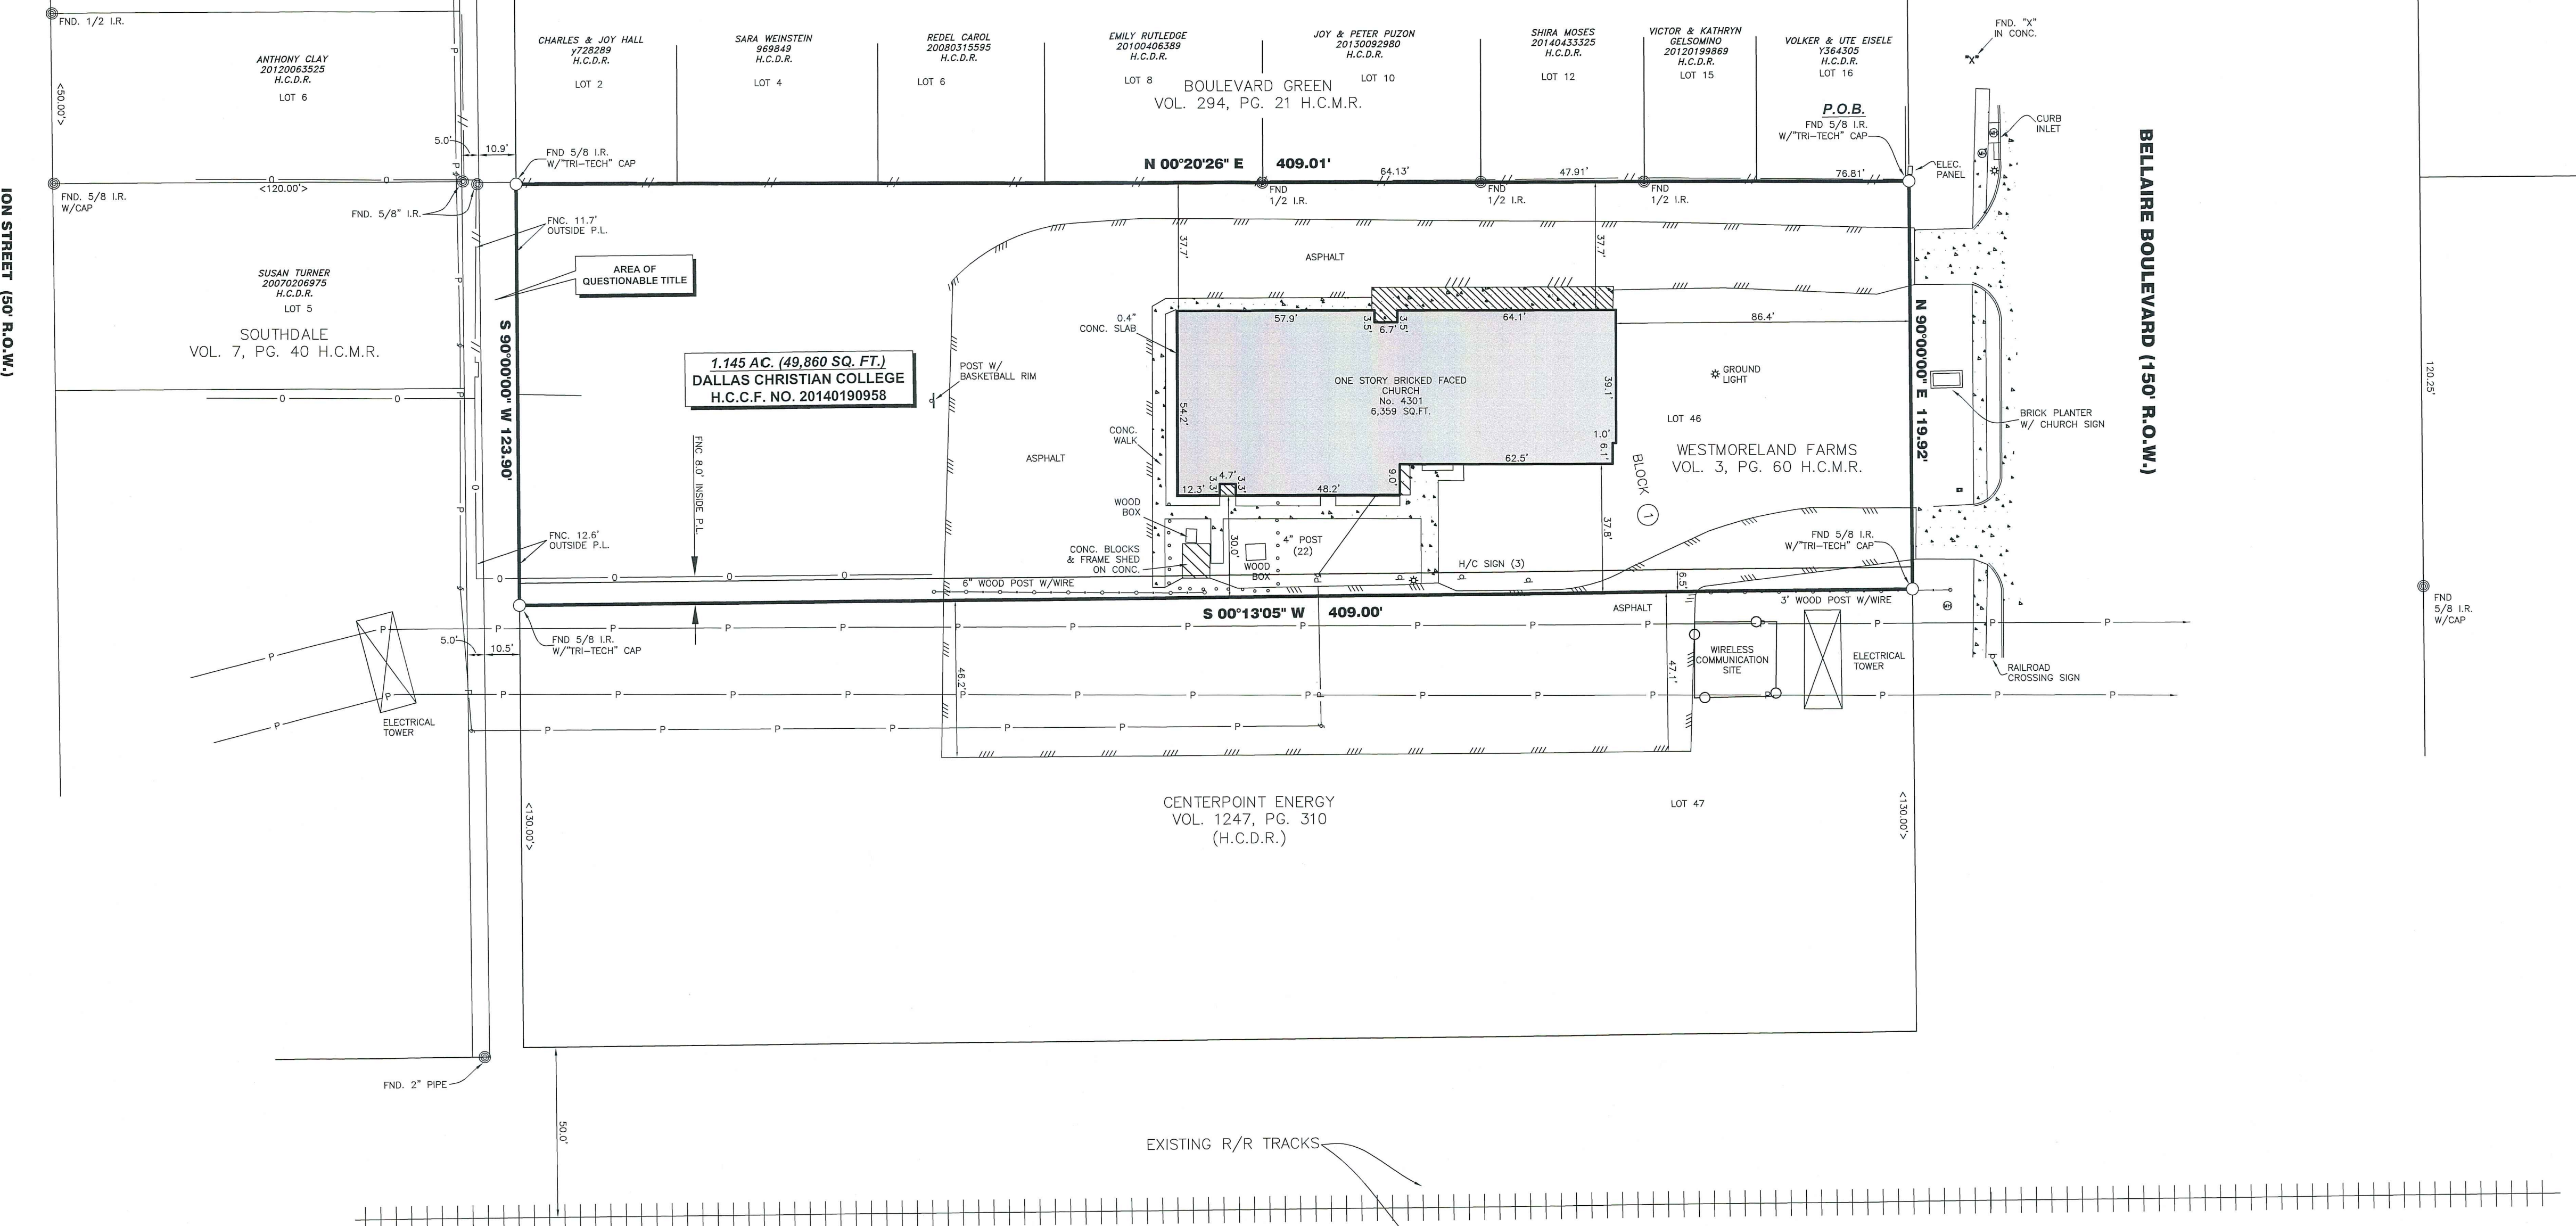 FND. 1/2 I.R.
<50.00'>
ANTHONY CLAY
20120063525
H.C.D.R.
LOT 6
CHARLES & JOY HALL
y728289
H.C.D.R.
LOT 2
SARA WEINSTEIN
969849
H.C.D.R.
LOT 4
REDEL CAROL
20080315595
H.C.D.R.
LOT 6
EMILY RUTLEDGE
20100406389
H.C.D.R.
LOT 8
JOY & PETER PUZON
20130092980
H.C.D.R.
LOT 10
SHIRA MOSES
20140433325
H.C.D.R.
LOT 12
VICTOR & KATHRYN
GELSOMINO
20120199869
H.C.D.R.
LOT 15
VOLKER & UTE EISELE
Y364305
H.C.D.R.
LOT 16
BOULEVARD GREEN
VOL. 294, PG. 21 H.C.M.R.
FND. "X"
IN CONC.
"X"
P.O.B.
FND 5/8 I.R.
W/"TRI-TECH" CAP
CURB
INLET
ELEC.
PANEL
BELLAIRE BOULEVARD (150' R.O.W.)
5.0'
10.9'
FND 5/8 I.R.
W/"TRI-TECH" CAP
N 00°20'26" E 409.01'
64.13'
47.91'
76.81'
FND
1/2 I.R.
FND
1/2 I.R.
FND
1/2 I.R.
<120.00'>
FND. 5/8 I.R.
W/CAP
FND. 5/8" I.R.
ION STREET (50' R.O.W.)
FNC. 11.7'
OUTSIDE P.L.
AREA OF
QUESTIONABLE TITLE
SUSAN TURNER
20070206975
H.C.D.R.
LOT 5
SOUTHDALE
VOL. 7, PG. 40 H.C.M.R.
S 90°00'00" W 123.90'
1.145 AC. (49,860 SQ. FT.)
DALLAS CHRISTIAN COLLEGE
H.C.C.F. NO. 20140190958
37.7'
37.7'
ASPHALT
0.4"
CONC. SLAB
57.9'
3.5'
6.7'
3.5'
64.1'
86.4'
POST W/
BASKETBALL RIM
ONE STORY BRICKED FACED
CHURCH
No. 4301
6,359 SQ.FT.
54.2'
39.1'
1.0'
6.1'
GROUND
LIGHT
LOT 46
WESTMORELAND FARMS
VOL. 3, PG. 60 H.C.M.R.
N 90°00'00" E 119.92'
BRICK PLANTER
W/ CHURCH SIGN
120.25'
CONC.
WALK
ASPHALT
FNC 8.0' INSIDE P.L.
12.3'
3.3'
4.7'
3.3'
48.2'
9.0'
62.5'
BLOCK
1
WOOD
BOX
CONC. BLOCKS
& FRAME SHED
ON CONC.
30.0'
WOOD
BOX
4" POST
(22)
37.8'
H/C SIGN (3)
6.5'
FND 5/8 I.R.
W/"TRI-TECH" CAP
FNC. 12.6'
OUTSIDE P.L.
6" WOOD POST W/WIRE
S 00°13'05" W 409.00'
ASPHALT
3' WOOD POST W/WIRE
FND
5/8 I.R.
W/CAP
5.0'
10.5'
FND 5/8 I.R.
W/"TRI-TECH" CAP
46.2'
47.1'
WIRELESS
COMMUNICATION
SITE
ELECTRICAL
TOWER
RAILROAD
CROSSING SIGN
ELECTRICAL
TOWER
<130.00'>
CENTERPOINT ENERGY
VOL. 1247, PG. 310
(H.C.D.R.)
LOT 47
<130.00'>
FND. 2" PIPE
50.0'
EXISTING R/R TRACKS